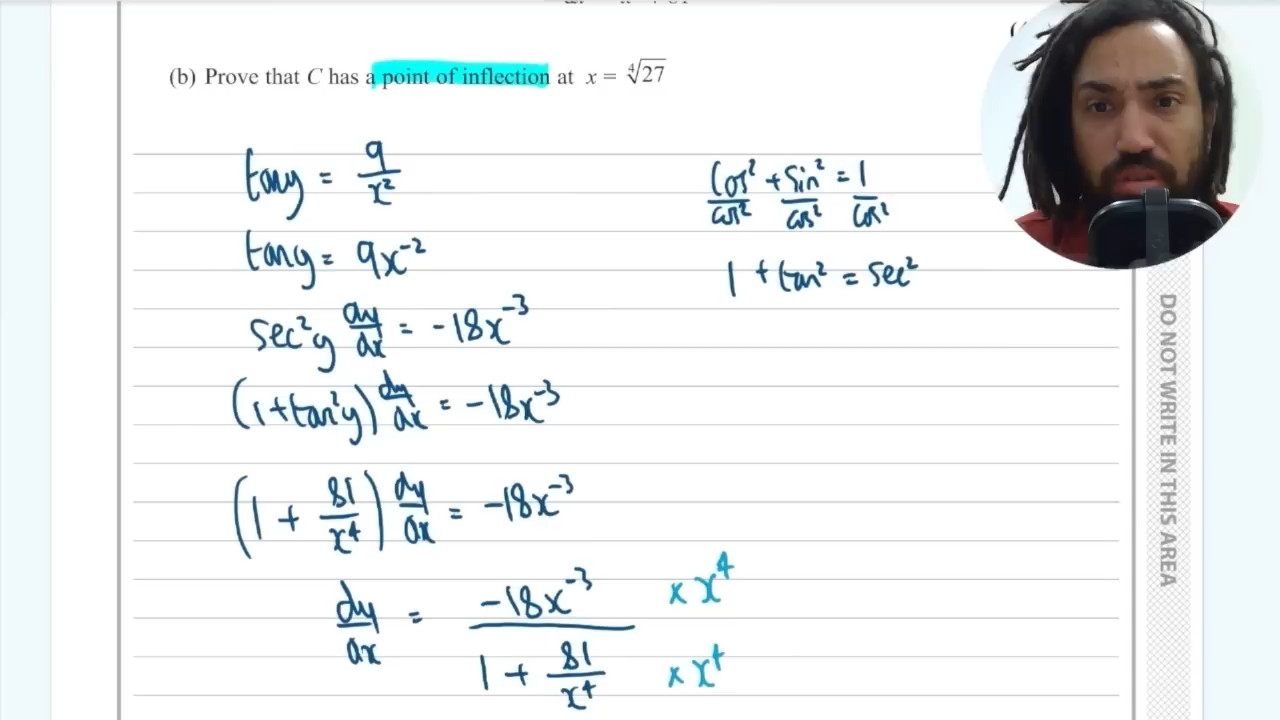 (b) Prove that C has a point of inflection at x = ∜27
tan y = 9/x²
cos²/cos² + sin²/cos² = 1/cos²
tan y = 9x⁻²
1 + tan² = sec²
sec²y dy/dx = -18x⁻³
(1+tan²y) dy/dx = -18x⁻³
(1 + 81/x⁴) dy/dx = -18x⁻³
dy/dx = -18x⁻³ / 1 + 81/x⁴
× x⁴
× x⁴
DO NOT WRITE IN THIS AREA